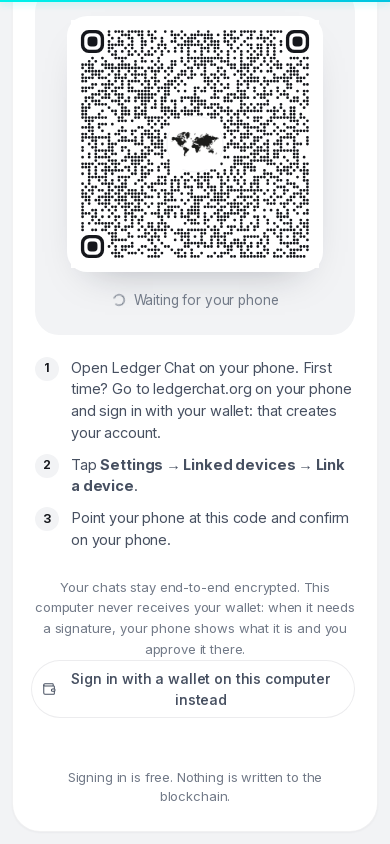 Waiting for your phone
1
Open Ledger Chat on your phone. First
time? Go to ledgerchat.org on your phone
and sign in with your wallet: that creates
your account.
2
Tap Settings → Linked devices → Link
a device.
3
Point your phone at this code and confirm
on your phone.
Your chats stay end-to-end encrypted. This
computer never receives your wallet: when it needs
a signature, your phone shows what it is and you
approve it there.
Sign in with a wallet on this computer
instead
Signing in is free. Nothing is written to the
blockchain.